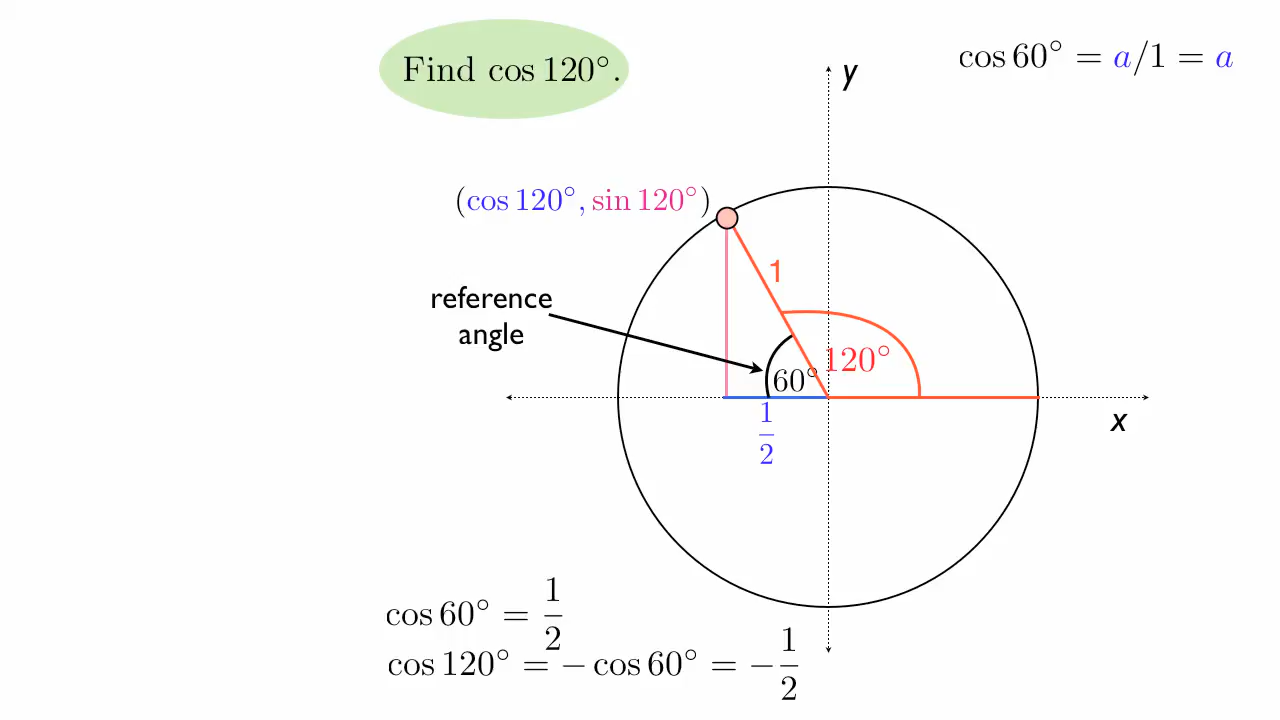 Find cos 120°.
cos 60° = a/1 = a
y
(cos 120°, sin 120°)
1
reference
angle
120°
60°
x
1/2
cos 60° = 1/2
cos 120° = − cos 60° = −1/2